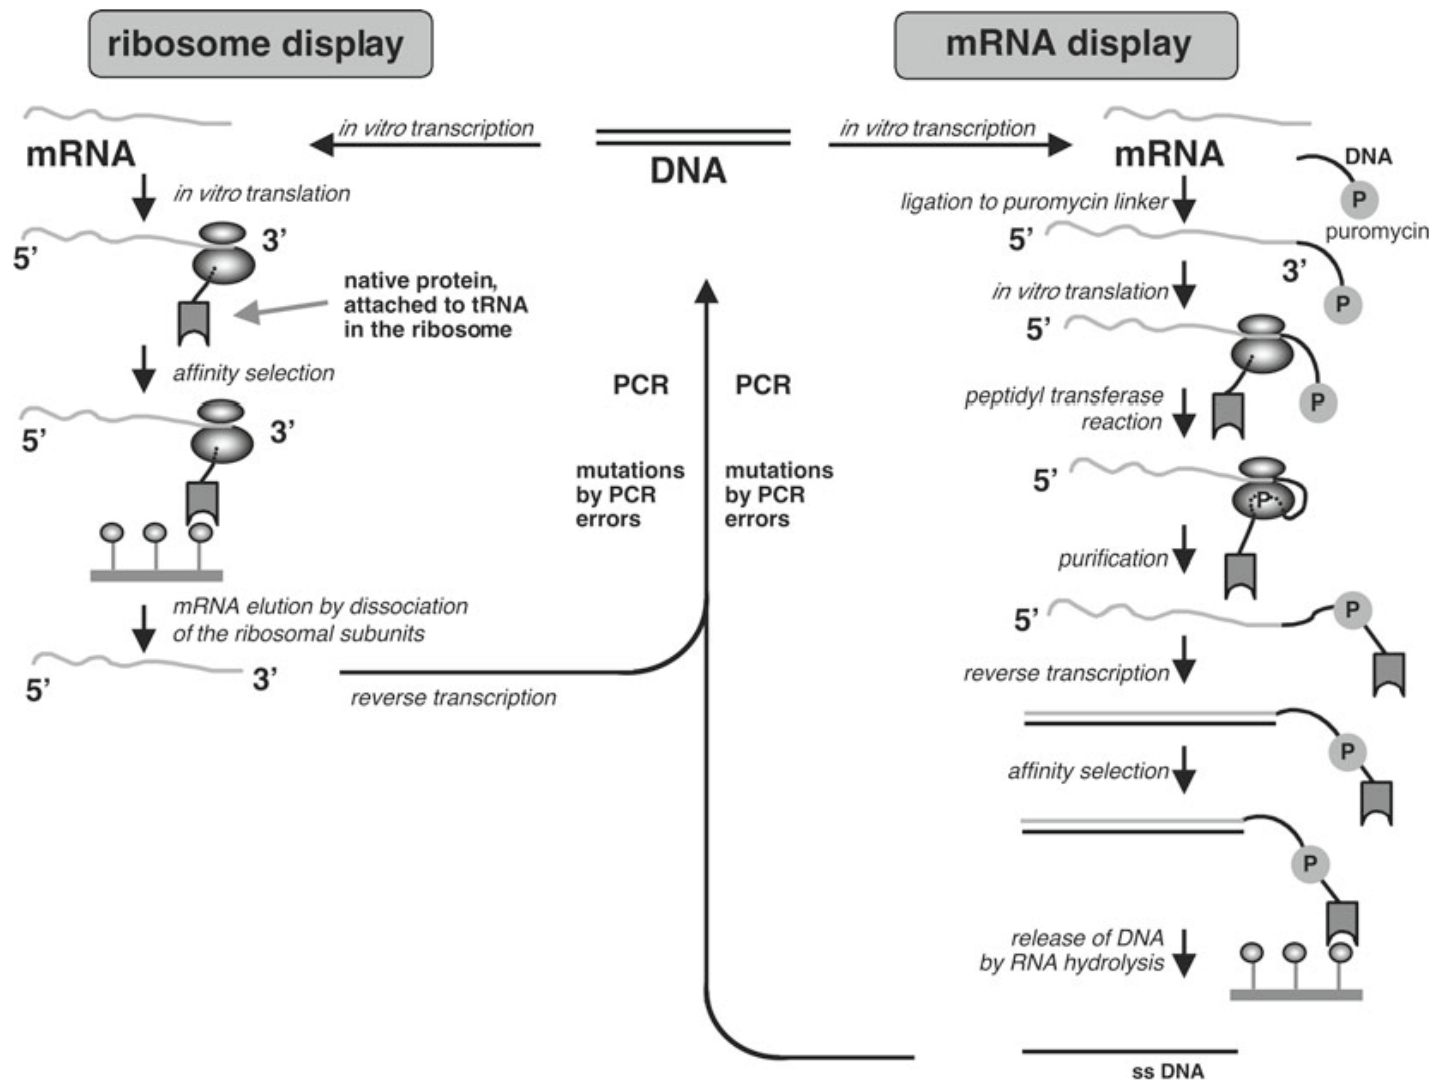 ribosome display
mRNA display
in vitro transcription
in vitro transcription
mRNA
DNA
mRNA
DNA
P
puromycin
in vitro translation
5’
3’
native protein,
attached to tRNA
in the ribosome
affinity selection
5’
3’
mRNA elution by dissociation
of the ribosomal subunits
5’
3’
reverse transcription
PCR
PCR
mutations
by PCR
errors
mutations
by PCR
errors
ligation to puromycin linker
5’
3’
P
in vitro translation
5’
P
peptidyl transferase
reaction
5’
P
purification
5’
P
reverse transcription
P
affinity selection
P
release of DNA
by RNA hydrolysis
ss DNA